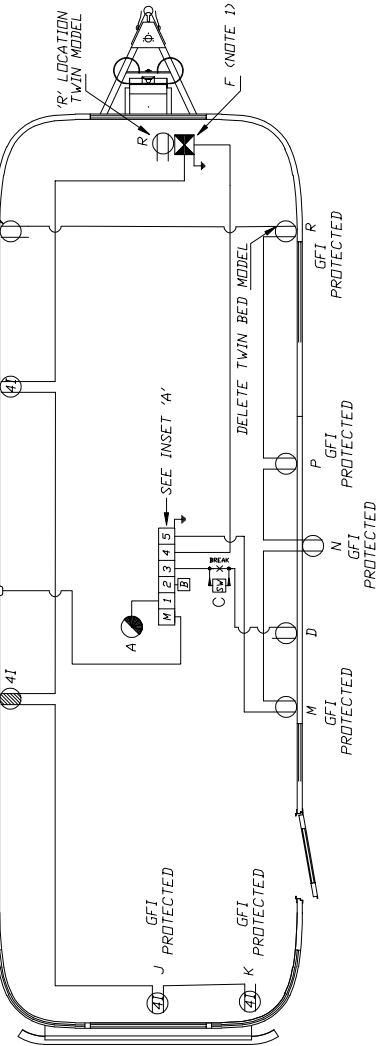 'R' LOCATION
TWIN MODEL
R
F (NOTE 1)
41
41
SEE INSET 'A'
DELETE TWIN BED MODEL
A
M 1 2 3 4 5
B
BREAK
C
SW
J
GFI
PROTECTED
41
K
GFI
PROTECTED
41
M
GFI
PROTECTED
D
N
GFI
PROTECTED
P
GFI
PROTECTED
R
GFI
PROTECTED